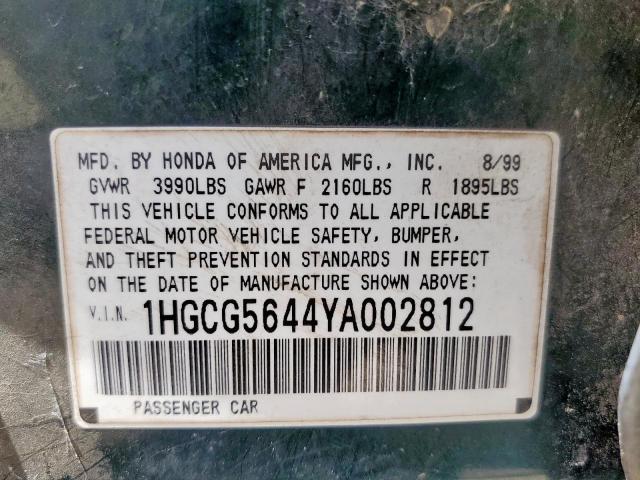 MFD. BY HONDA OF AMERICA MFG., INC. 8/99
GVWR 3990LBS GAWR F 2160LBS R 1895LBS
THIS VEHICLE CONFORMS TO ALL APPLICABLE
FEDERAL MOTOR VEHICLE SAFETY, BUMPER,
AND THEFT PREVENTION STANDARDS IN EFFECT
ON THE DATE OF MANUFACTURE SHOWN ABOVE:
V.I.N. 1HGCG5644YA002812
PASSENGER CAR